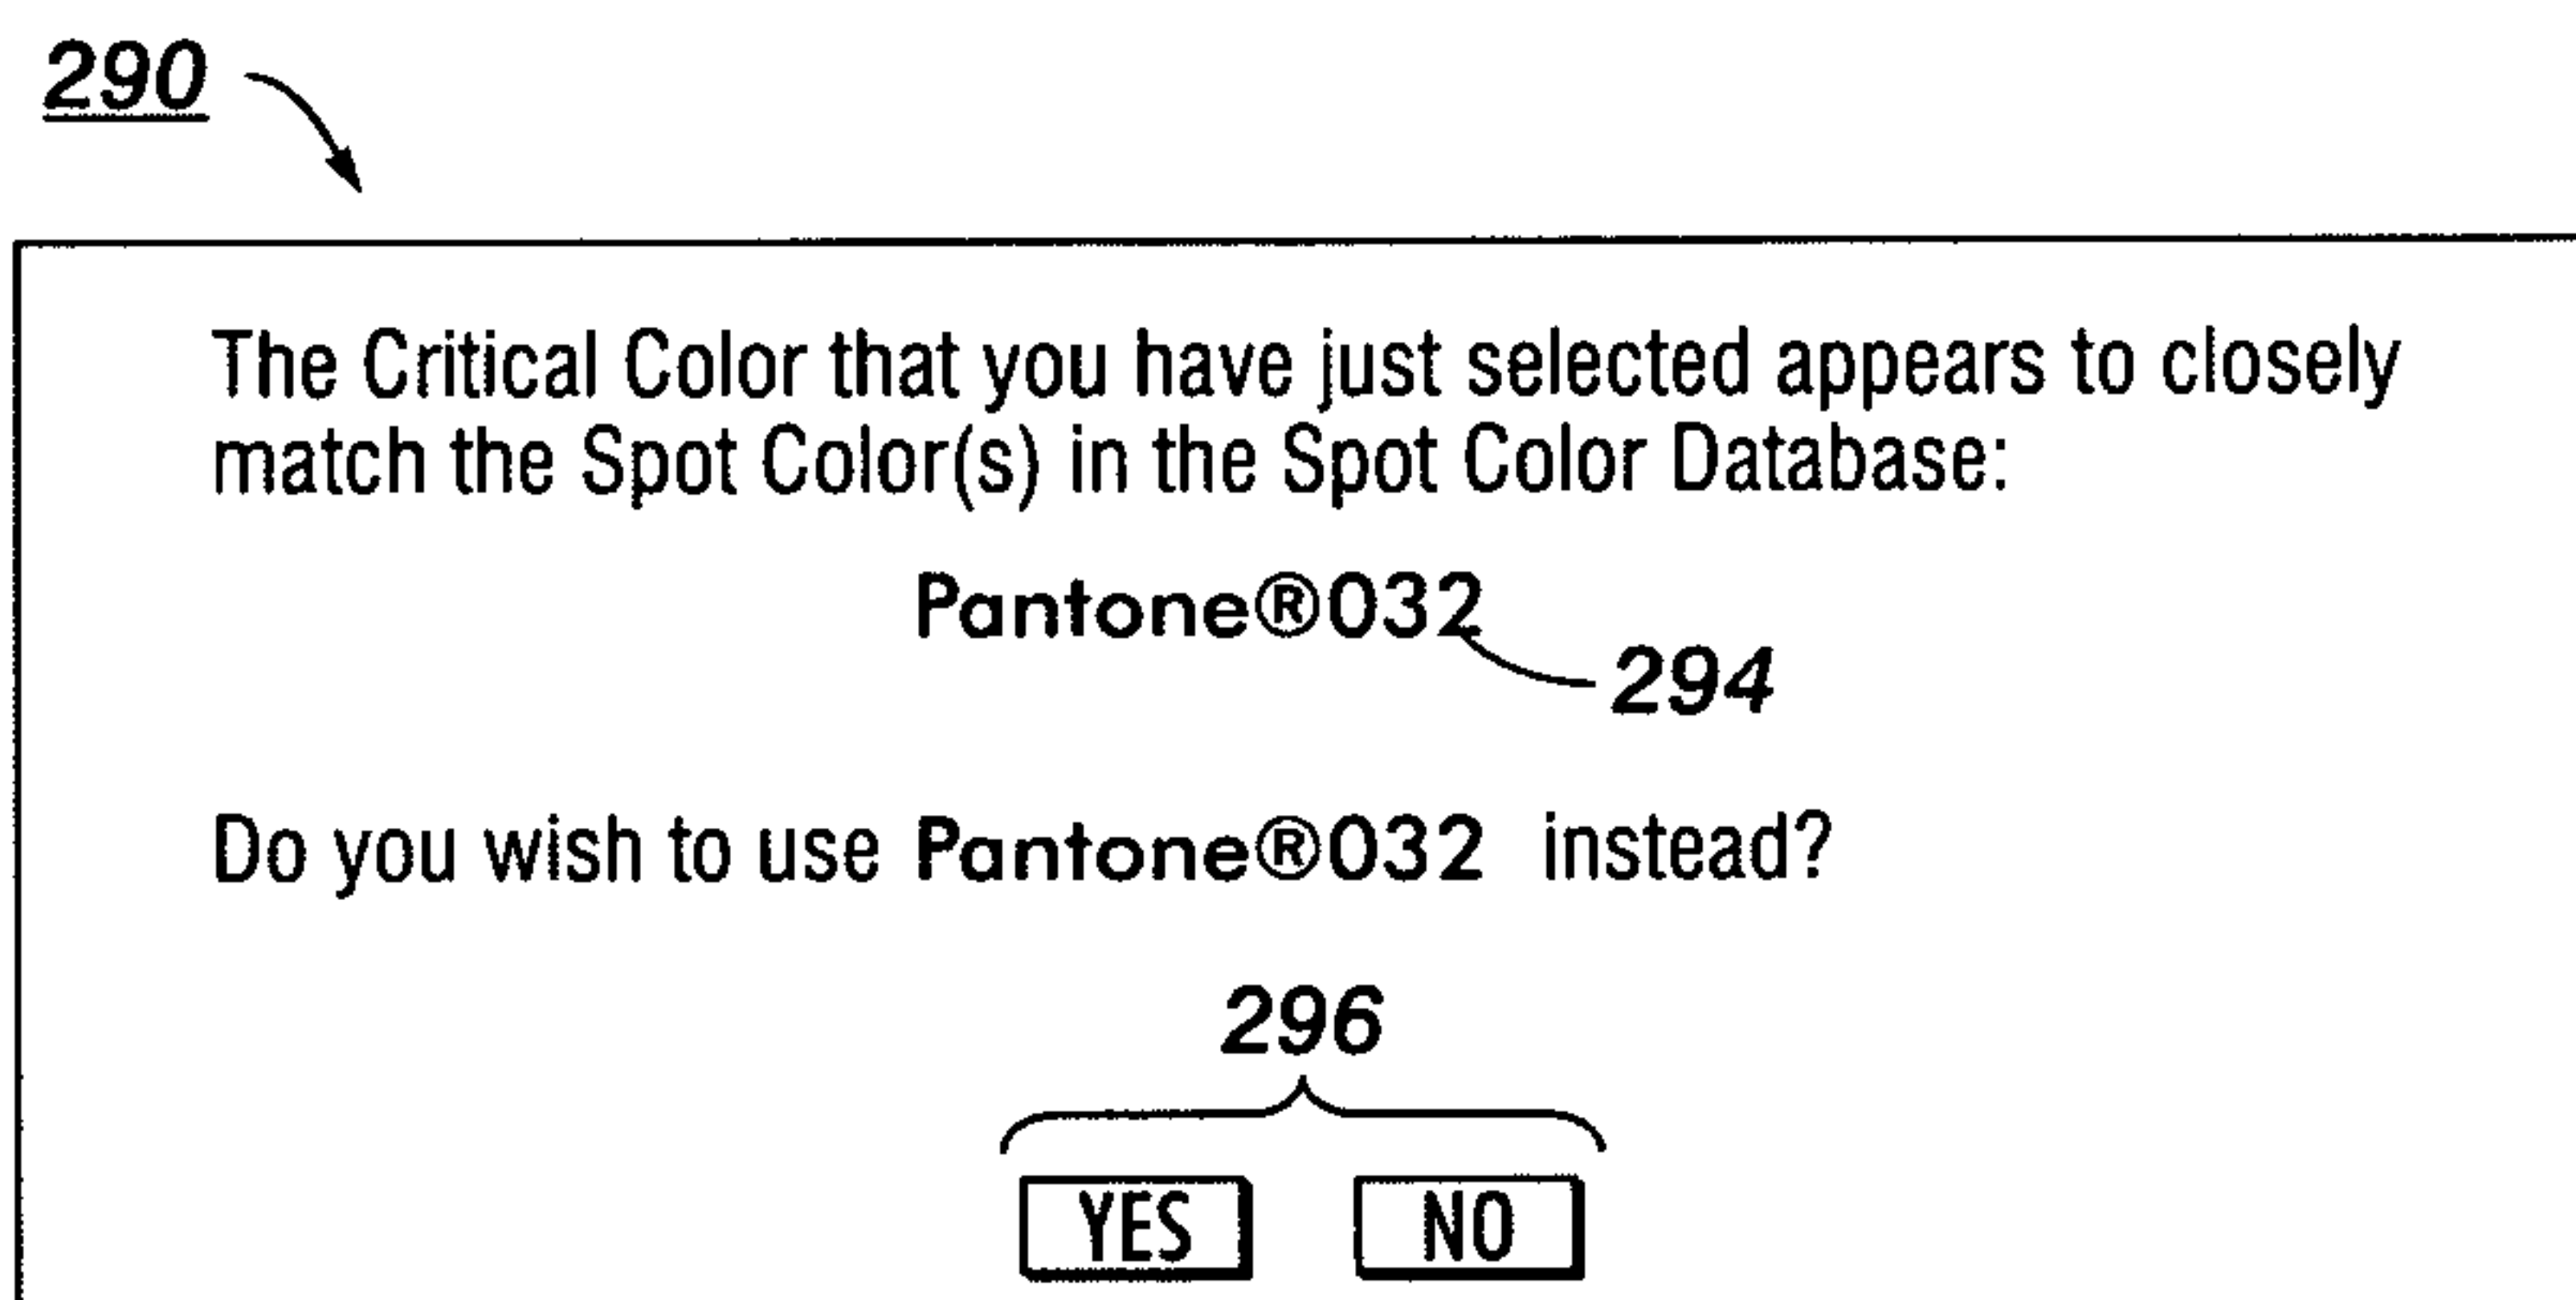 290
The Critical Color that you have just selected appears to closely
match the Spot Color(s) in the Spot Color Database:
Pantone®032
294
Do you wish to use Pantone®032 instead?
296
YES NO